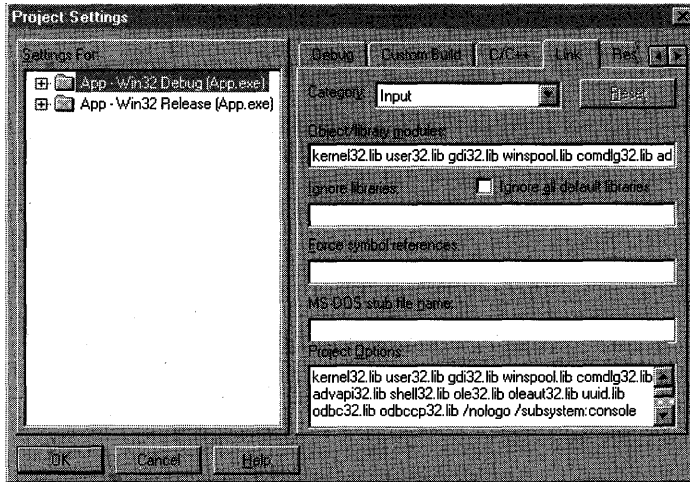 Project Settings
Settings For:
App - Win32 Debug (App.exe)
App - Win32 Release (App.exe)
Debug Custom Build C/C++ Link Res
Category: Input Reset
Object/library modules:
kernel32.lib user32.lib gdi32.lib winspool.lib comdlg32.lib ad
Ignore libraries: Ignore all default libraries
Force symbol references:
MS-DOS stub file name:
Project Options:
kernel32.lib user32.lib gdi32.lib winspool.lib comdlg32.lib
advapi32.lib shell32.lib ole32.lib oleaut32.lib uuid.lib
odbc32.lib odbccp32.lib /nologo /subsystem:console
OK Cancel Help